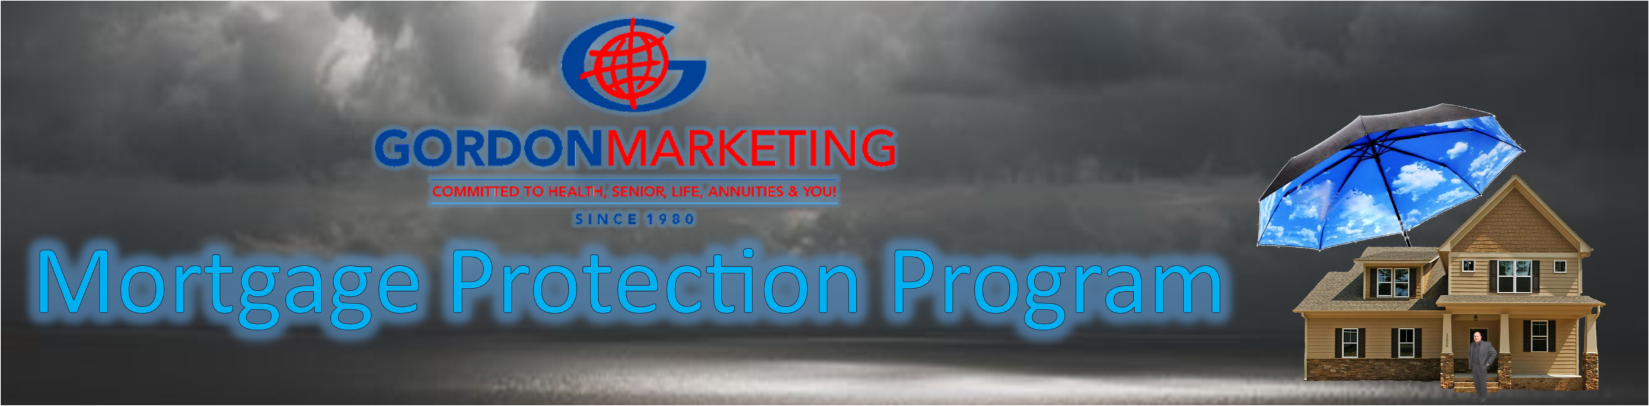 GORDONMARKETING
COMMITTED TO HEALTH, SENIOR, LIFE, ANNUITIES & YOU!
SINCE 1980
Mortgage Protection Program